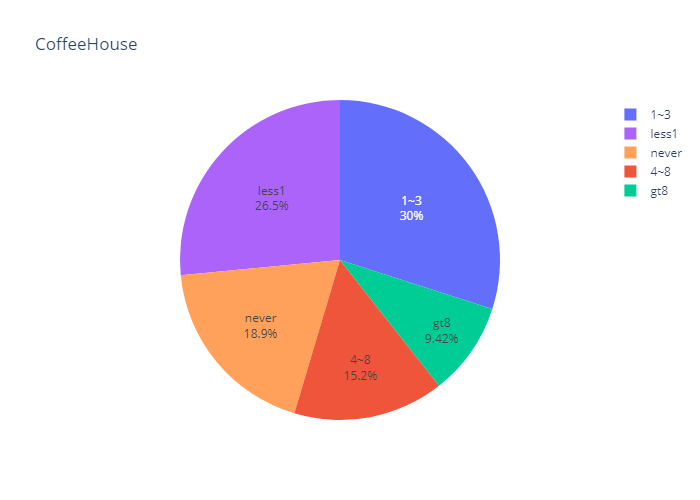 CoffeeHouse
1~3
less1
never
4~8
gt8
less1
26.5%
1~3
30%
never
18.9%
gt8
9.42%
4~8
15.2%